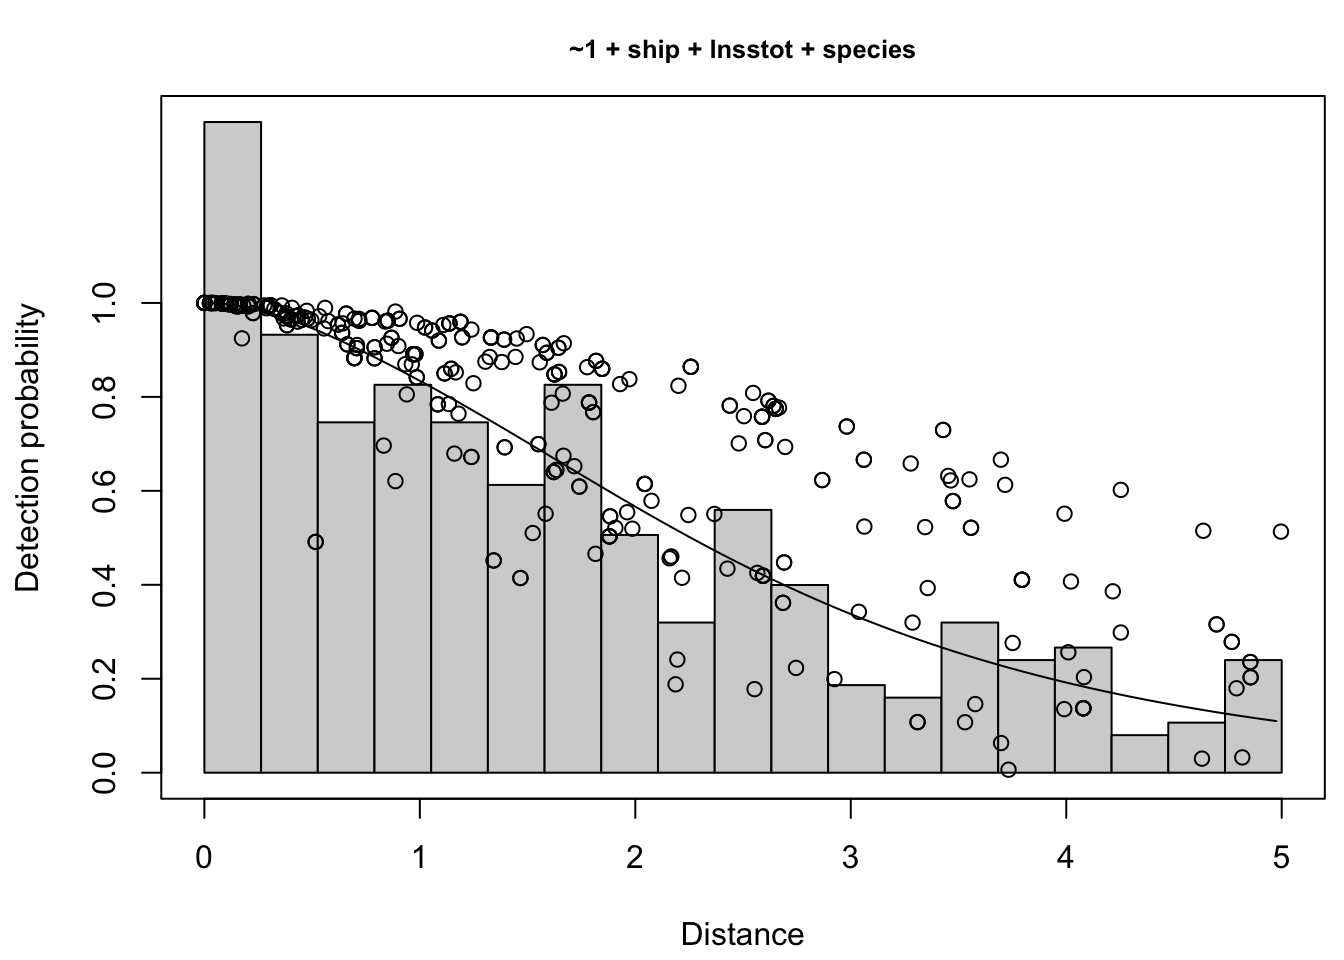 ~1 + ship + lnsstot + species
Detection probability
1.0
0.8
0.6
0.4
0.2
0.0
0 1 2 3 4 5
Distance